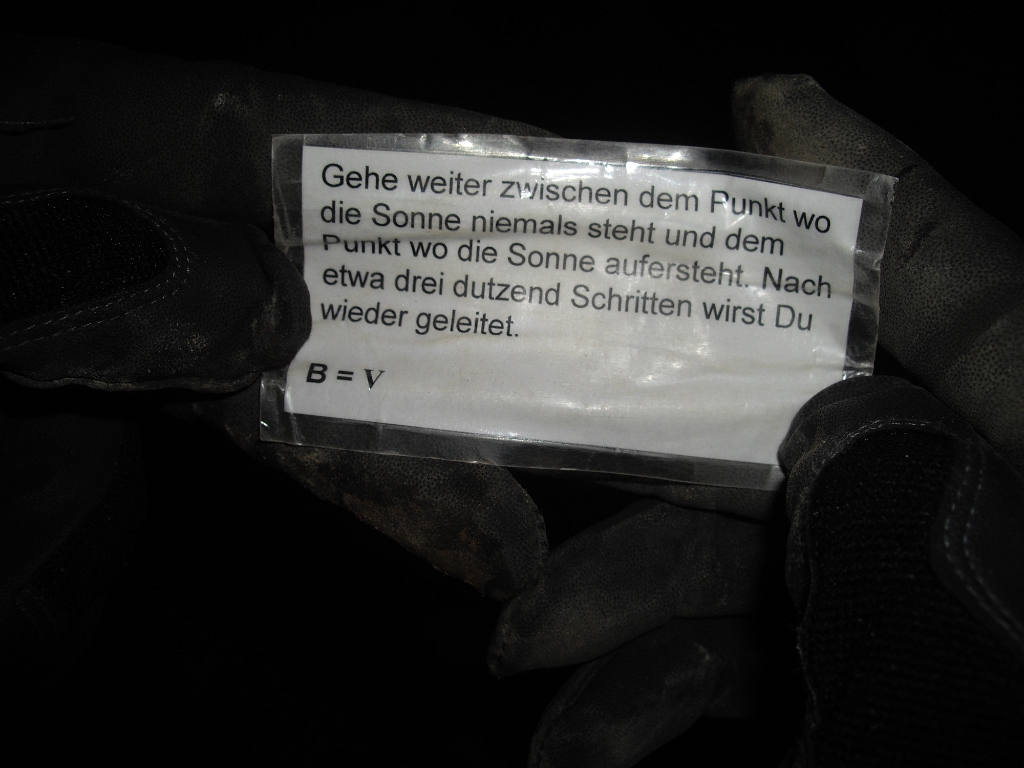 Gehe weiter zwischen dem Punkt wo
die Sonne niemals steht und dem
Punkt wo die Sonne aufersteht. Nach
etwa drei dutzend Schritten wirst Du
wieder geleitet.
B = V